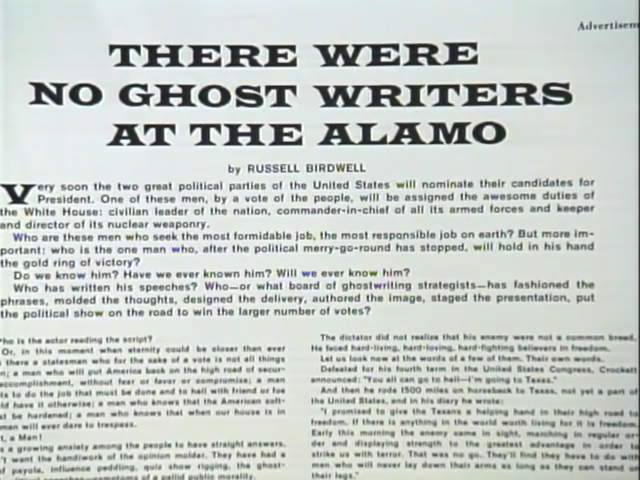 Advertisem
THERE WERE
NO GHOST WRITERS
AT THE ALAMO
by RUSSELL BIRDWELL
Very soon the two great political parties of the United States will nominate their candidates for
President. One of these men, by a vote of the people, will be assigned the awesome duties of
the White House: civilian leader of the nation, commander-in-chief of all its armed forces and keeper
and director of its nuclear weaponry.
Who are these men who seek the most formidable job, the most responsible job on earth? But more im-
portant; who is the one man who, after the political merry-go-round has stopped, will hold in his hand
the gold ring of victory?
Do we know him? Have we ever known him? Will we ever know him?
Who has written his speeches? Who—or what board of ghostwriting strategists—has fashioned the
phrases, molded the thoughts, designed the delivery, authored the image, staged the presentation, put
the political show on the road to win the larger number of votes?
ho is the actor reading the script?
Or, in this moment when eternity could be closer than ever
there a statesman who for the sake of a vote is not all things
n; a man who will put America back on the high road of secur-
accomplishment, without fear or favor or compromise; a man
ts to do the job that must be done and to hell with friend or foe
ld have it otherwise; a man who knows that the American soft-
st be hardened; a man who knows that when our house is in
man will ever dare to trespass.
t, a Man!
s a growing anxiety among the people to have straight answers.
t want the handiwork of the opinion molder. They have had a
f payola, influence peddling, quiz show rigging, the ghost-
symptoms of a pallid public morality.
The dictator did not realize that his enemy were not a common breed.
He faced hard-living, hard-loving, hard-fighting believers in freedom.
Let us look now at the words of a few of them. Their own words.
Defeated for his fourth term in the United States Congress, Crockett
announced: "You all can go to hell—I'm going to Texas."
And then he rode 1500 miles on horseback to Texas, not yet a part of
the United States, and in his diary he wrote:
"I promised to give the Texans a helping hand in their high road to
freedom. If there is anything in the world worth living for it is freedom.
Early this morning the enemy came in sight, marching in regular or-
der and displaying strength to the greatest advantage in order to
strike us with terror. That was no go. They'll find they have to do with
men who will never lay down their arms as long as they can stand on
their legs."